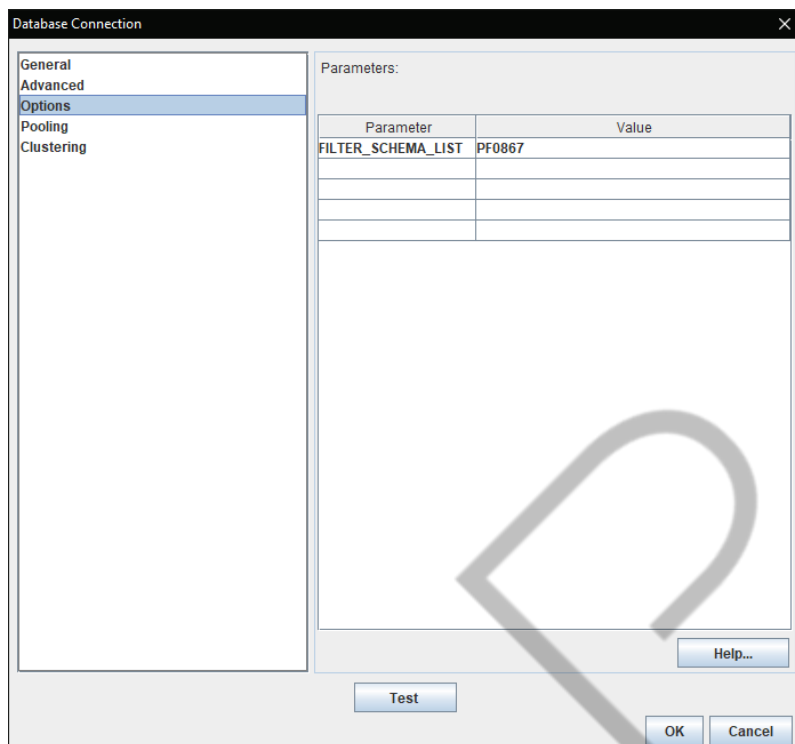 Database Connection
General
Advanced
Options
Pooling
Clustering
Parameters:
Parameter Value
FILTER_SCHEMA_LIST PF0867
Help...
Test
OK Cancel